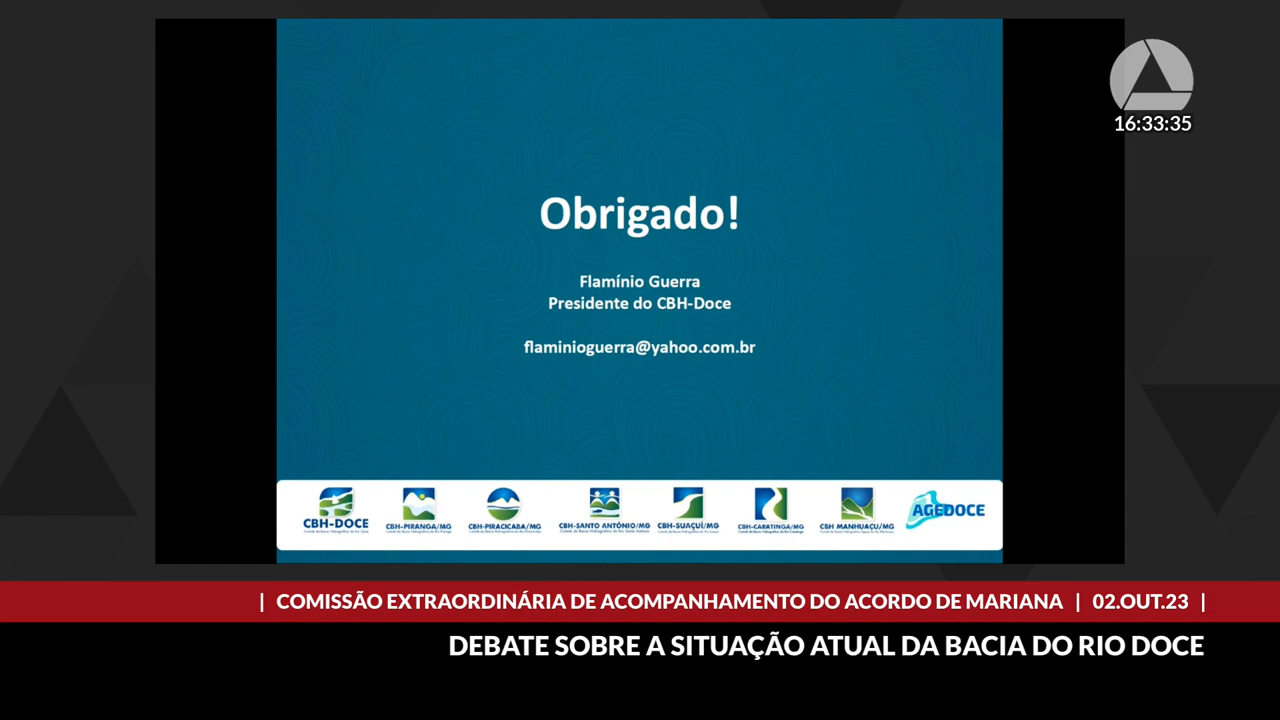 16:33:35
Obrigado!
Flamínio Guerra
Presidente do CBH-Doce
flaminioguerra@yahoo.com.br
CBH-DOCE
CBH-PIRANGA/MG
CBH-PIRACICABA/MG
CBH-SANTO ANTÔNIO/MG
CBH-SUAÇUÍ/MG
CBH-CARATINGA/MG
CBH MANHUAÇU/MG
AGEDOCE
| COMISSÃO EXTRAORDINÁRIA DE ACOMPANHAMENTO DO ACORDO DE MARIANA | 02.OUT.23 |
DEBATE SOBRE A SITUAÇÃO ATUAL DA BACIA DO RIO DOCE